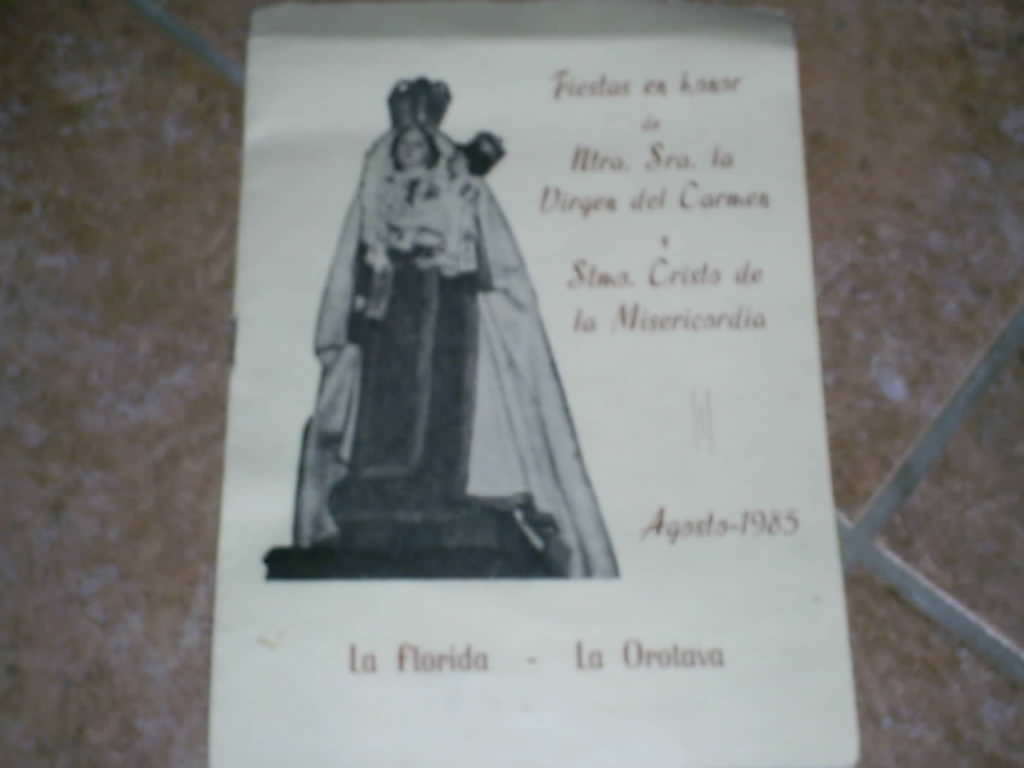 Fiestas en honor
de
Ntra. Sra. la
Virgen del Carmen
y
Stmo. Cristo de
la Misericordia
Agosto-1985
La Florida - La Orotava